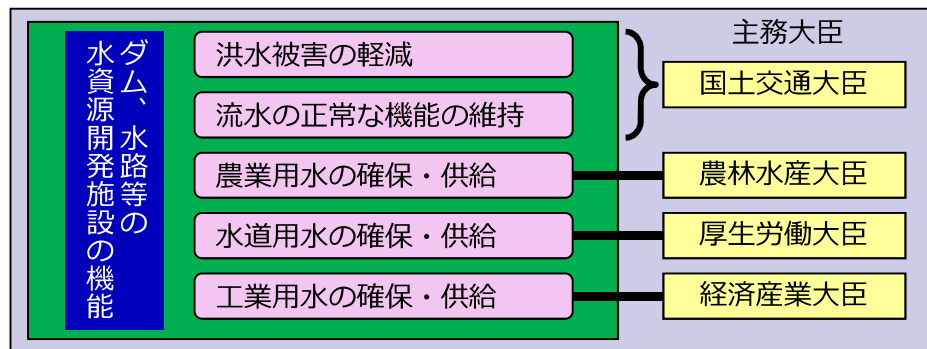 ダム、水路等の
水資源開発施設の機能
洪水被害の軽減
流水の正常な機能の維持
農業用水の確保・供給
水道用水の確保・供給
工業用水の確保・供給
主務大臣
国土交通大臣
農林水産大臣
厚生労働大臣
経済産業大臣